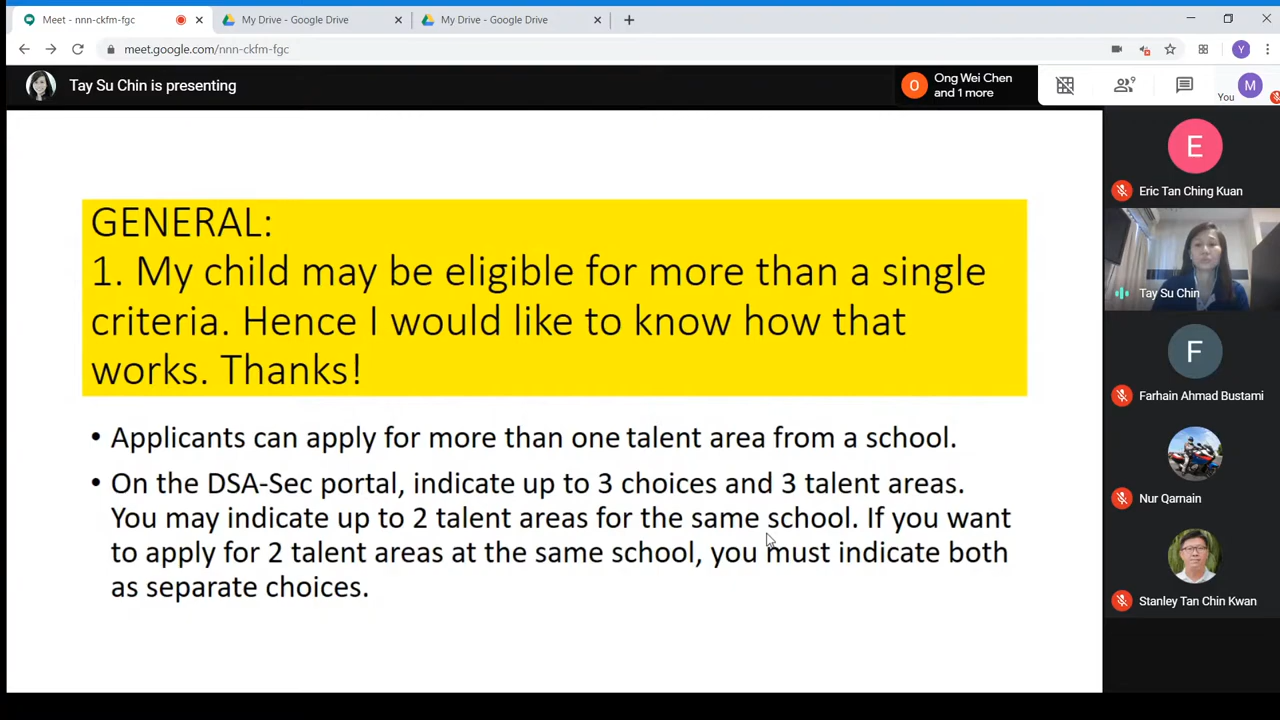 Meet - nnn-ckfm-fgc
My Drive - Google Drive
My Drive - Google Drive
meet.google.com/nnn-ckfm-fgc
Y
Tay Su Chin is presenting
O
Ong Wei Chen
and 1 more
9
You
M
GENERAL:
1. My child may be eligible for more than a single
criteria. Hence I would like to know how that
works. Thanks!
• Applicants can apply for more than one talent area from a school.
• On the DSA-Sec portal, indicate up to 3 choices and 3 talent areas.
You may indicate up to 2 talent areas for the same school. If you want
to apply for 2 talent areas at the same school, you must indicate both
as separate choices.
E
Eric Tan Ching Kuan
Tay Su Chin
F
Farhain Ahmad Bustami
Nur Qarnain
Stanley Tan Chin Kwan